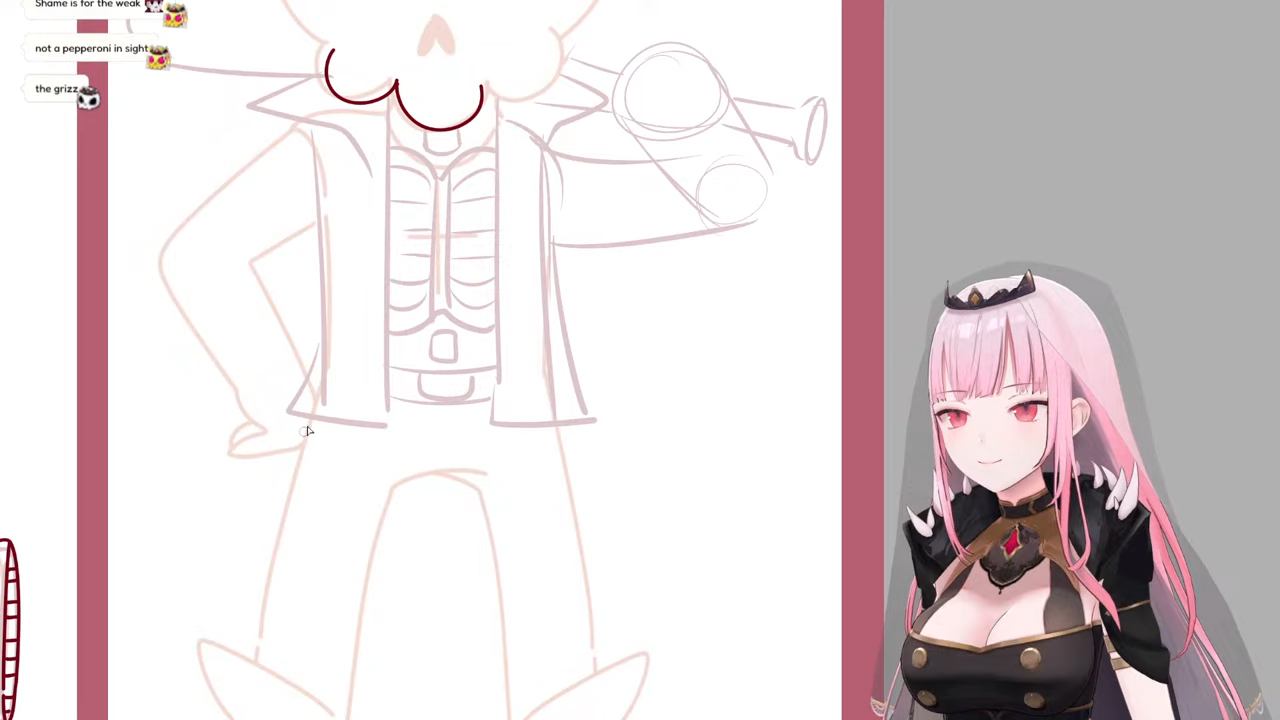 Shame is for the weak
not a pepperoni in sight
the grizz